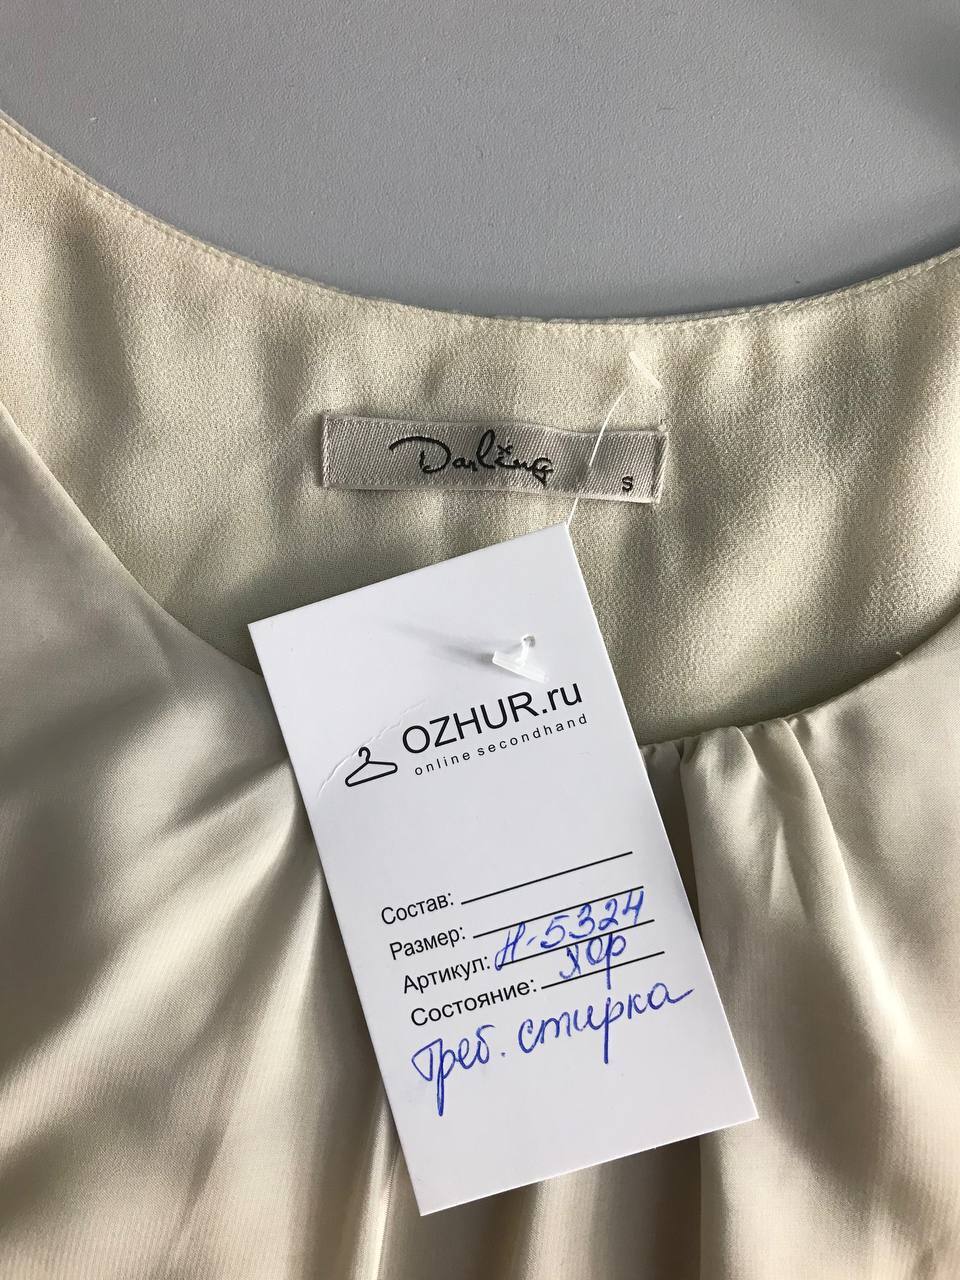 Darling
S
OZHUR.ru
online secondhand
Состав:
Размер:
Артикул: Н-5324
Состояние: хор
Треб. стирка